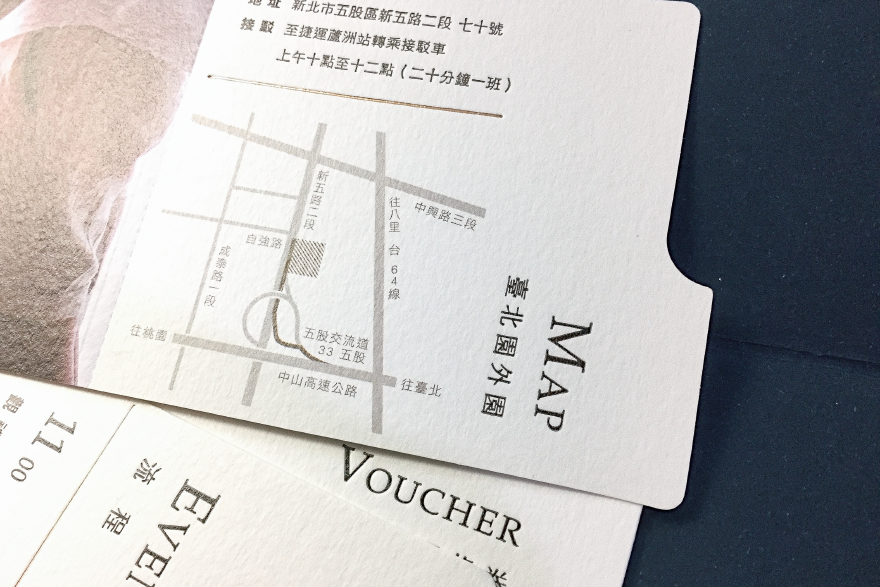 地址 新北市五股區新五路二段 七十號
接駁 至捷運蘆洲站轉乘接駁車
上午十點至十二點（二十分鐘一班）
新五路二段
往八里 台64線
中興路三段
自強路
成泰路一段
往桃園
五股交流道
33 五股
中山高速公路
往臺北
MAP
臺北園外園
VOUCHER
11 00
流程